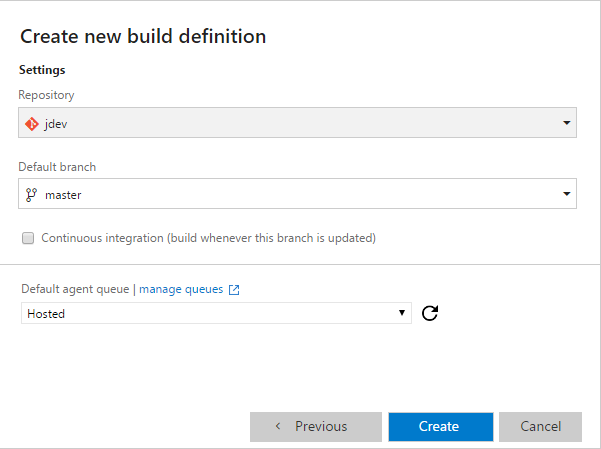 Create new build definition
Settings
Repository
jdev
Default branch
master
Continuous integration (build whenever this branch is updated)
Default agent queue | manage queues
Hosted
Previous
Create
Cancel